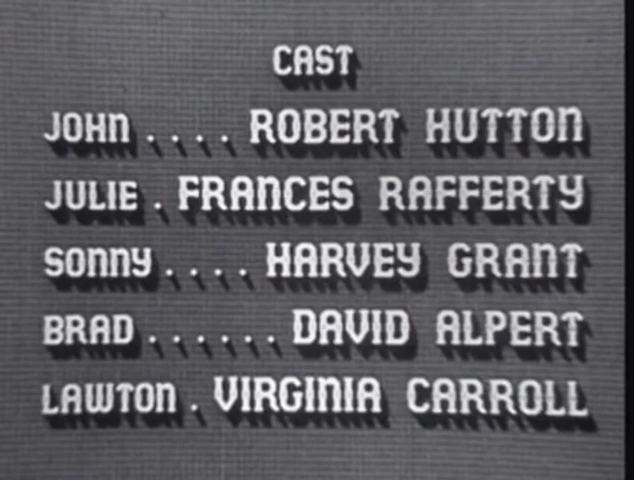 CAST
JOHN .... ROBERT HUTTON
JULIE . FRANCES RAFFERTY
SONNY .... HARVEY GRANT
BRAD ...... DAVID ALPERT
LAWTON . VIRGINIA CARROLL